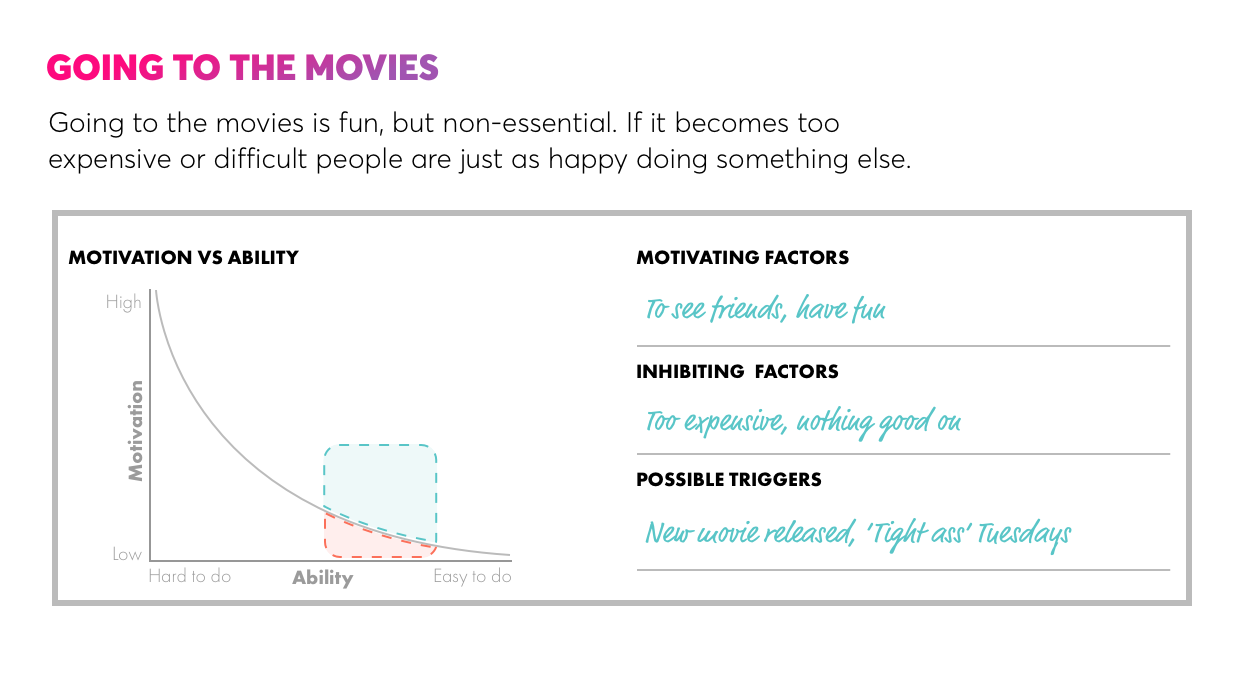 GOING TO THE MOVIES
Going to the movies is fun, but non-essential. If it becomes too
expensive or difficult people are just as happy doing something else.
MOTIVATION VS ABILITY
High
Motivation
Low
Hard to do
Ability
Easy to do
MOTIVATING FACTORS
To see friends, have fun
INHIBITING FACTORS
Too expensive, nothing good on
POSSIBLE TRIGGERS
New movie released, 'Tight ass' Tuesdays